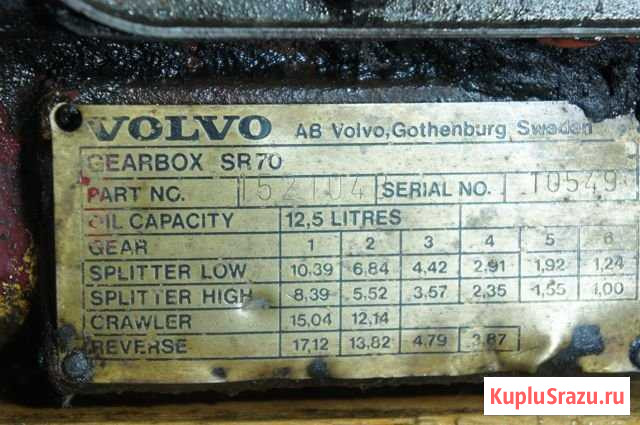 VOLVO AB Volvo,Gothenburg Sweden
GEARBOX SR70
PART NO. 152104 SERIAL NO. 10549
OIL CAPACITY 12,5 LITRES
GEAR 1 2 3 4 5 6
SPLITTER LOW 10,39 6,84 4,42 2,91 1,92 1,24
SPLITTER HIGH 8,39 5,52 3,57 2,35 1,55 1,00
CRAWLER 15,04 12,14
REVERSE 17,12 13,82 4,79 3,87
KupluSrazu.ru